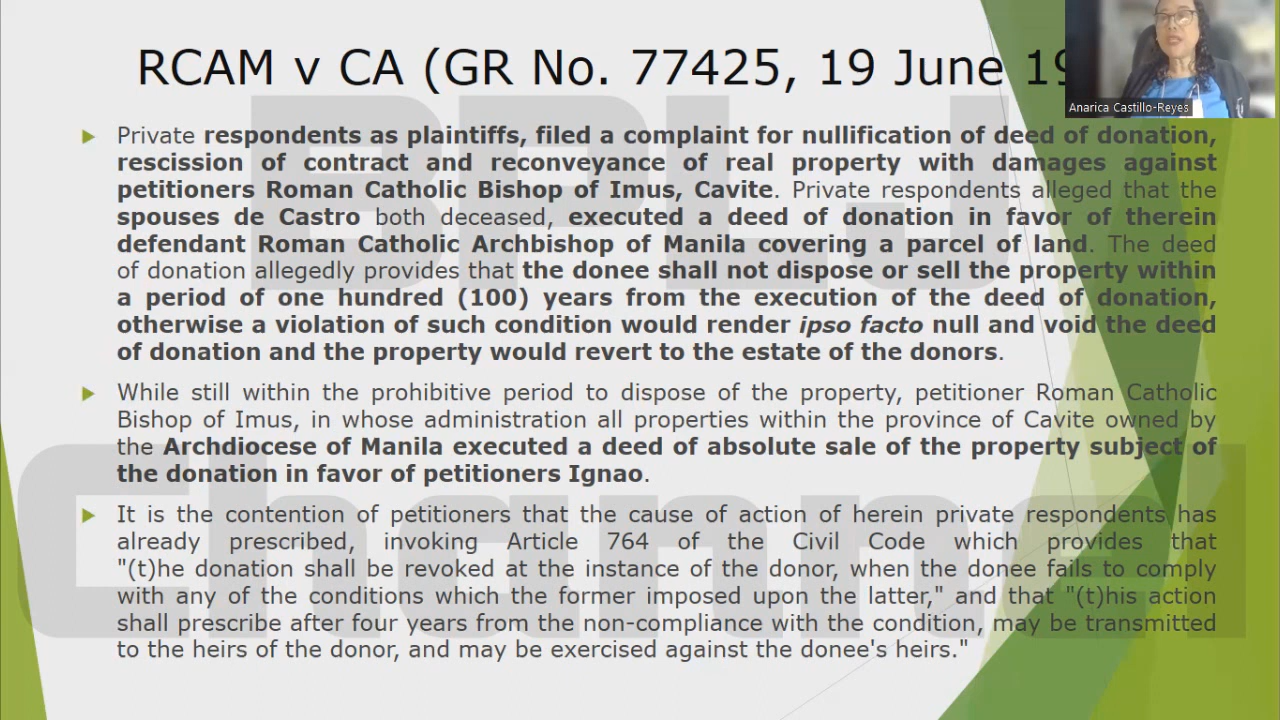 RCAM v CA (GR No. 77425, 19 June 19
Anarica Castillo-Reyes
Private respondents as plaintiffs, filed a complaint for nullification of deed of donation,
rescission of contract and reconveyance of real property with damages against
petitioners Roman Catholic Bishop of Imus, Cavite. Private respondents alleged that the
spouses de Castro both deceased, executed a deed of donation in favor of therein
defendant Roman Catholic Archbishop of Manila covering a parcel of land. The deed
of donation allegedly provides that the donee shall not dispose or sell the property within
a period of one hundred (100) years from the execution of the deed of donation,
otherwise a violation of such condition would render ipso facto null and void the deed
of donation and the property would revert to the estate of the donors.
While still within the prohibitive period to dispose of the property, petitioner Roman Catholic
Bishop of Imus, in whose administration all properties within the province of Cavite owned by
the Archdiocese of Manila executed a deed of absolute sale of the property subject of
the donation in favor of petitioners Ignao.
It is the contention of petitioners that the cause of action of herein private respondents has
already prescribed, invoking Article 764 of the Civil Code which provides that
"(t)he donation shall be revoked at the instance of the donor, when the donee fails to comply
with any of the conditions which the former imposed upon the latter," and that "(t)his action
shall prescribe after four years from the non-compliance with the condition, may be transmitted
to the heirs of the donor, and may be exercised against the donee's heirs."
BPLJ
Channel